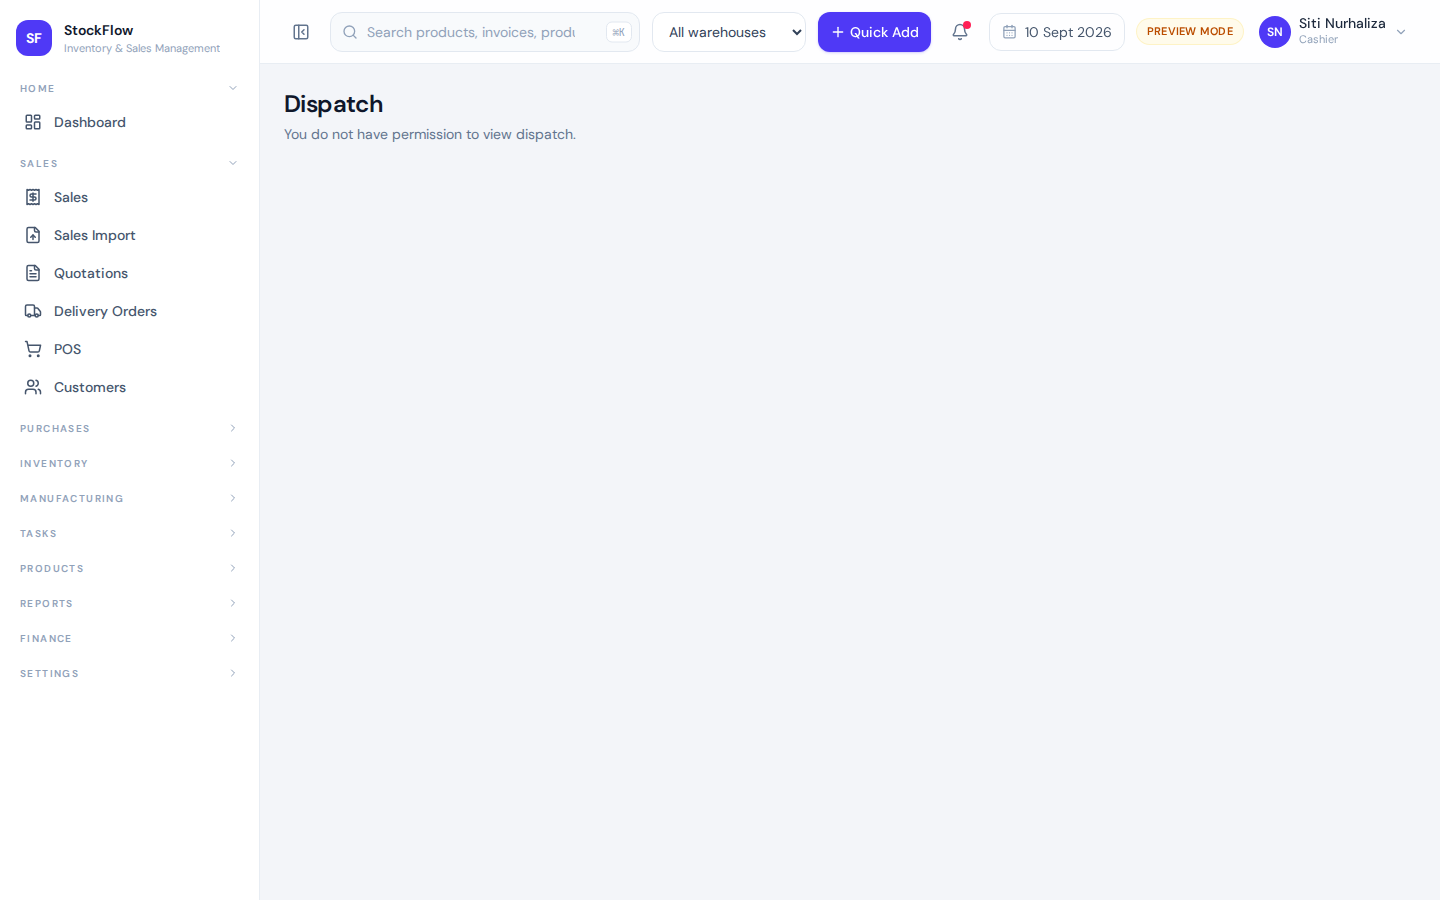 SF
StockFlow
Inventory & Sales Management
HOME
Dashboard
SALES
Sales
Sales Import
Quotations
Delivery Orders
POS
Customers
PURCHASES
INVENTORY
MANUFACTURING
TASKS
PRODUCTS
REPORTS
FINANCE
SETTINGS
Search products, invoices, produ
⌘K
All warehouses
Quick Add
10 Sept 2026
PREVIEW MODE
SN
Siti Nurhaliza
Cashier
Dispatch
You do not have permission to view dispatch.